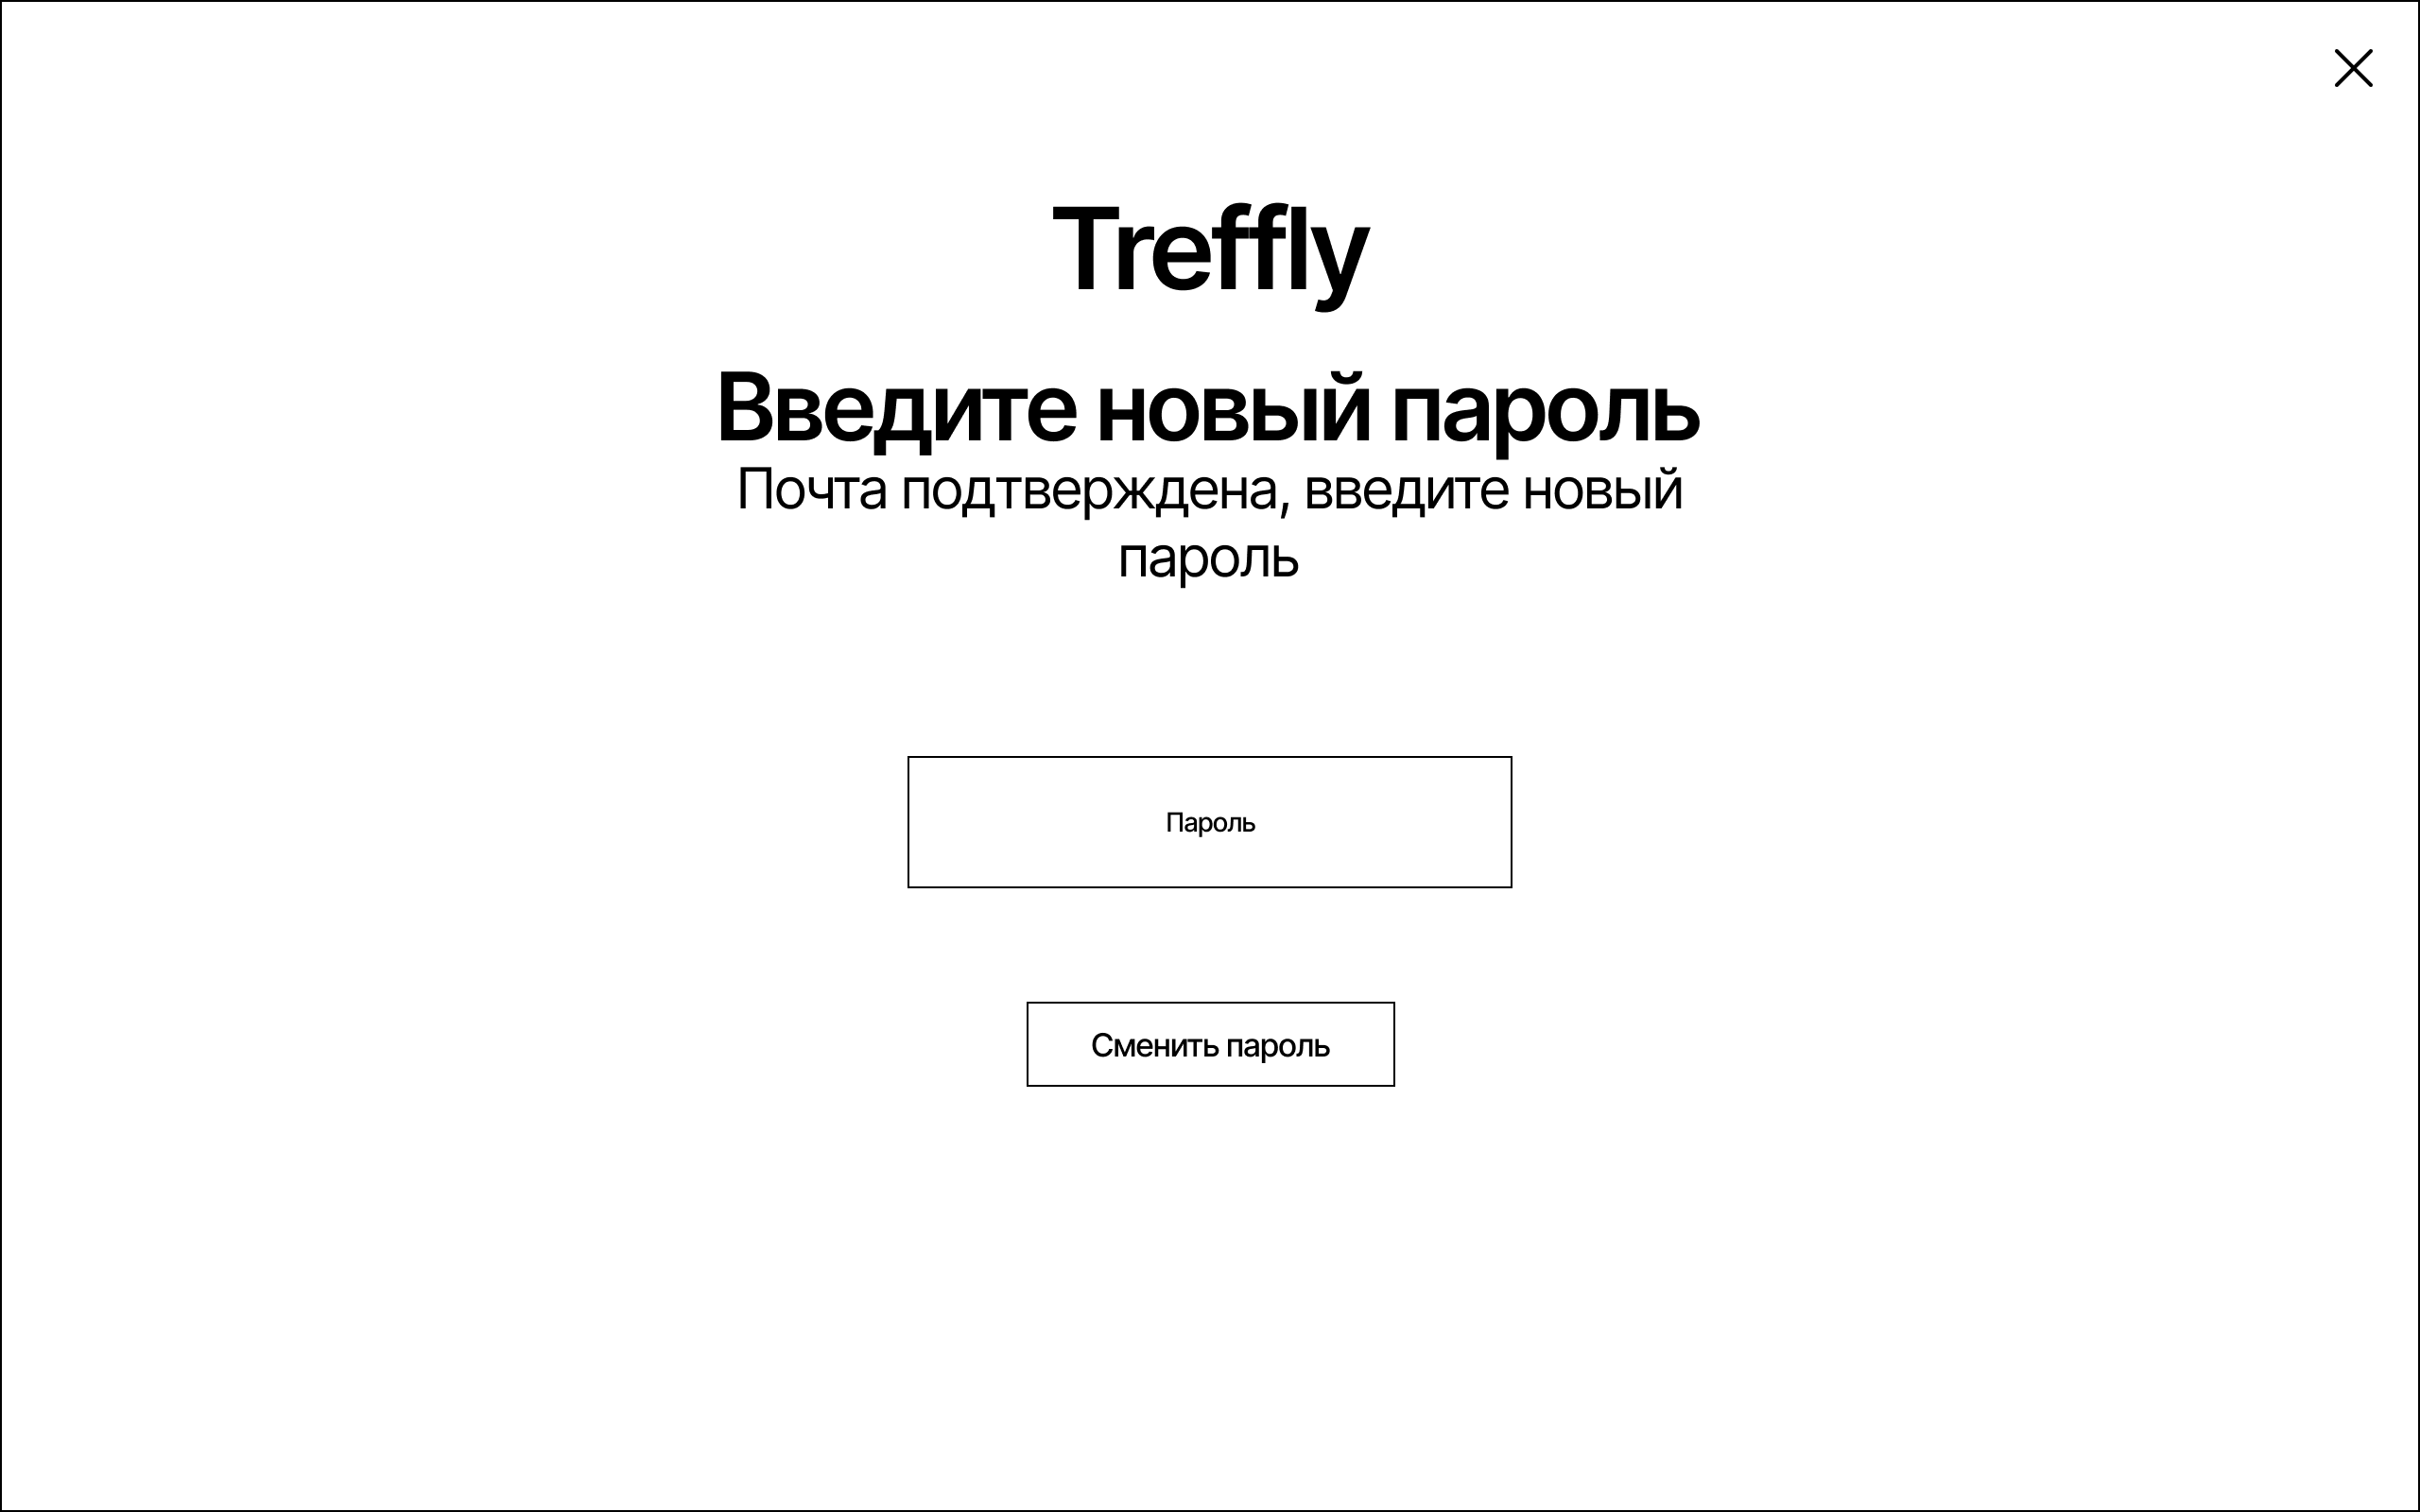 Treffly
Введите новый пароль
Почта подтверждена, введите новый
пароль
Пароль
Сменить пароль